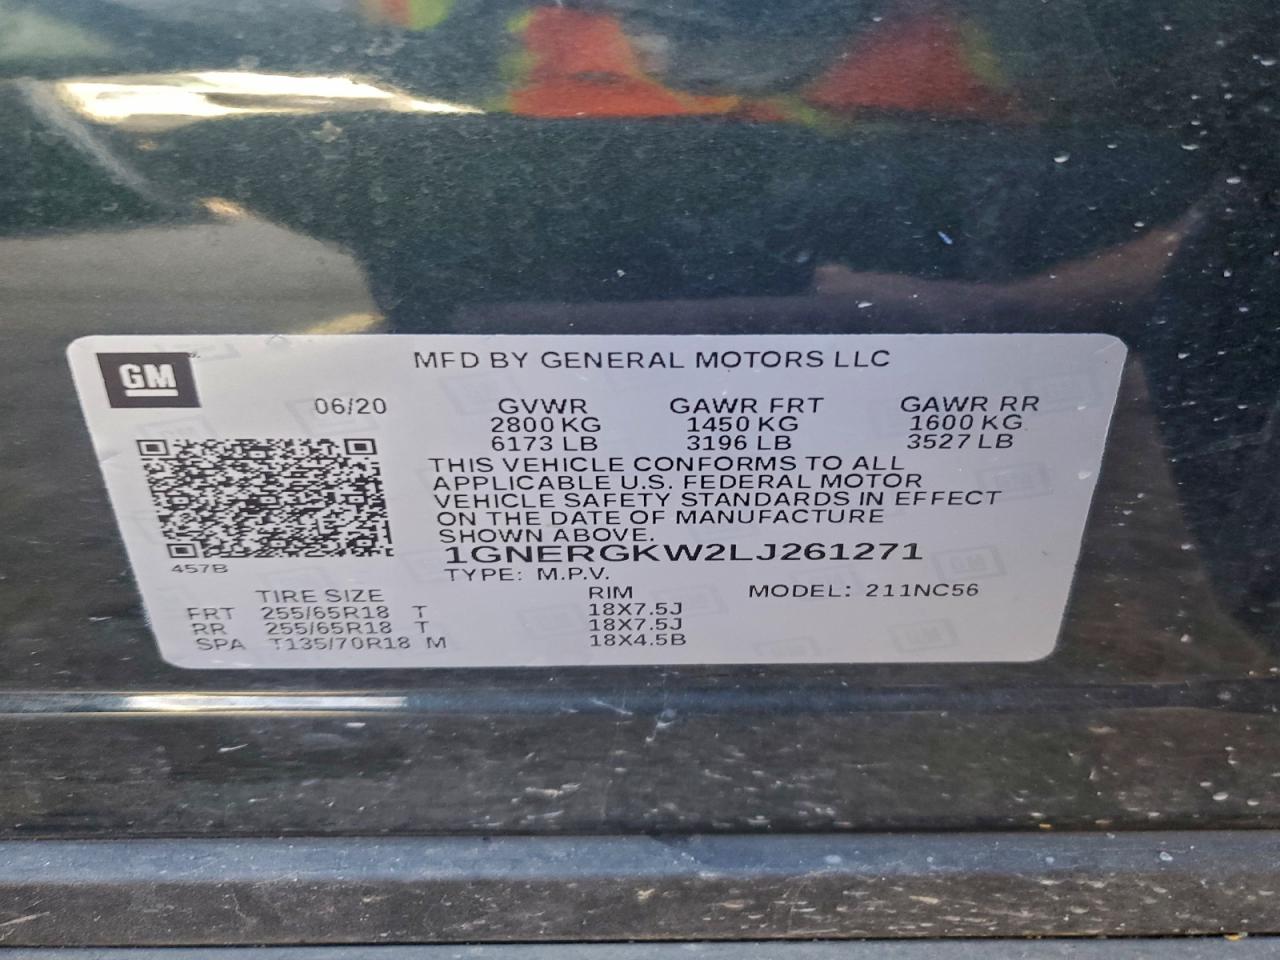 GM
MFD BY GENERAL MOTORS LLC
06/20 GVWR GAWR FRT GAWR RR
2800 KG 1450 KG 1600 KG
6173 LB 3196 LB 3527 LB
THIS VEHICLE CONFORMS TO ALL
APPLICABLE U.S. FEDERAL MOTOR
VEHICLE SAFETY STANDARDS IN EFFECT
ON THE DATE OF MANUFACTURE
SHOWN ABOVE.
1GNERGKW2LJ261271
457B
TYPE: M.P.V.
TIRE SIZE RIM MODEL: 211NC56
FRT 255/65R18 T 18X7.5J
RR 255/65R18 T 18X7.5J
SPA T135/70R18 M 18X4.5B